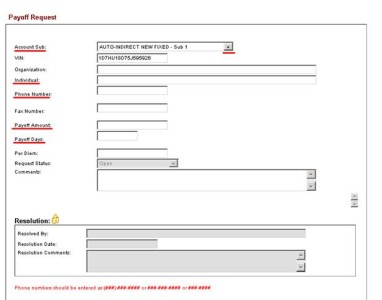 Payoff Request
Account Sub: AUTO-INDIRECT NEW FIXED - Sub 1
VIN:
Organization:
Individual:
Phone Number:
Fax Number:
Payoff Amount:
Payoff Days:
Per Diem:
Request Status: Open
Comments:
Resolution:
Resolved By:
Resolution Date:
Resolution Comments:
Phone number should be entered as (###) ###-#### or ###-###-#### or ###-####